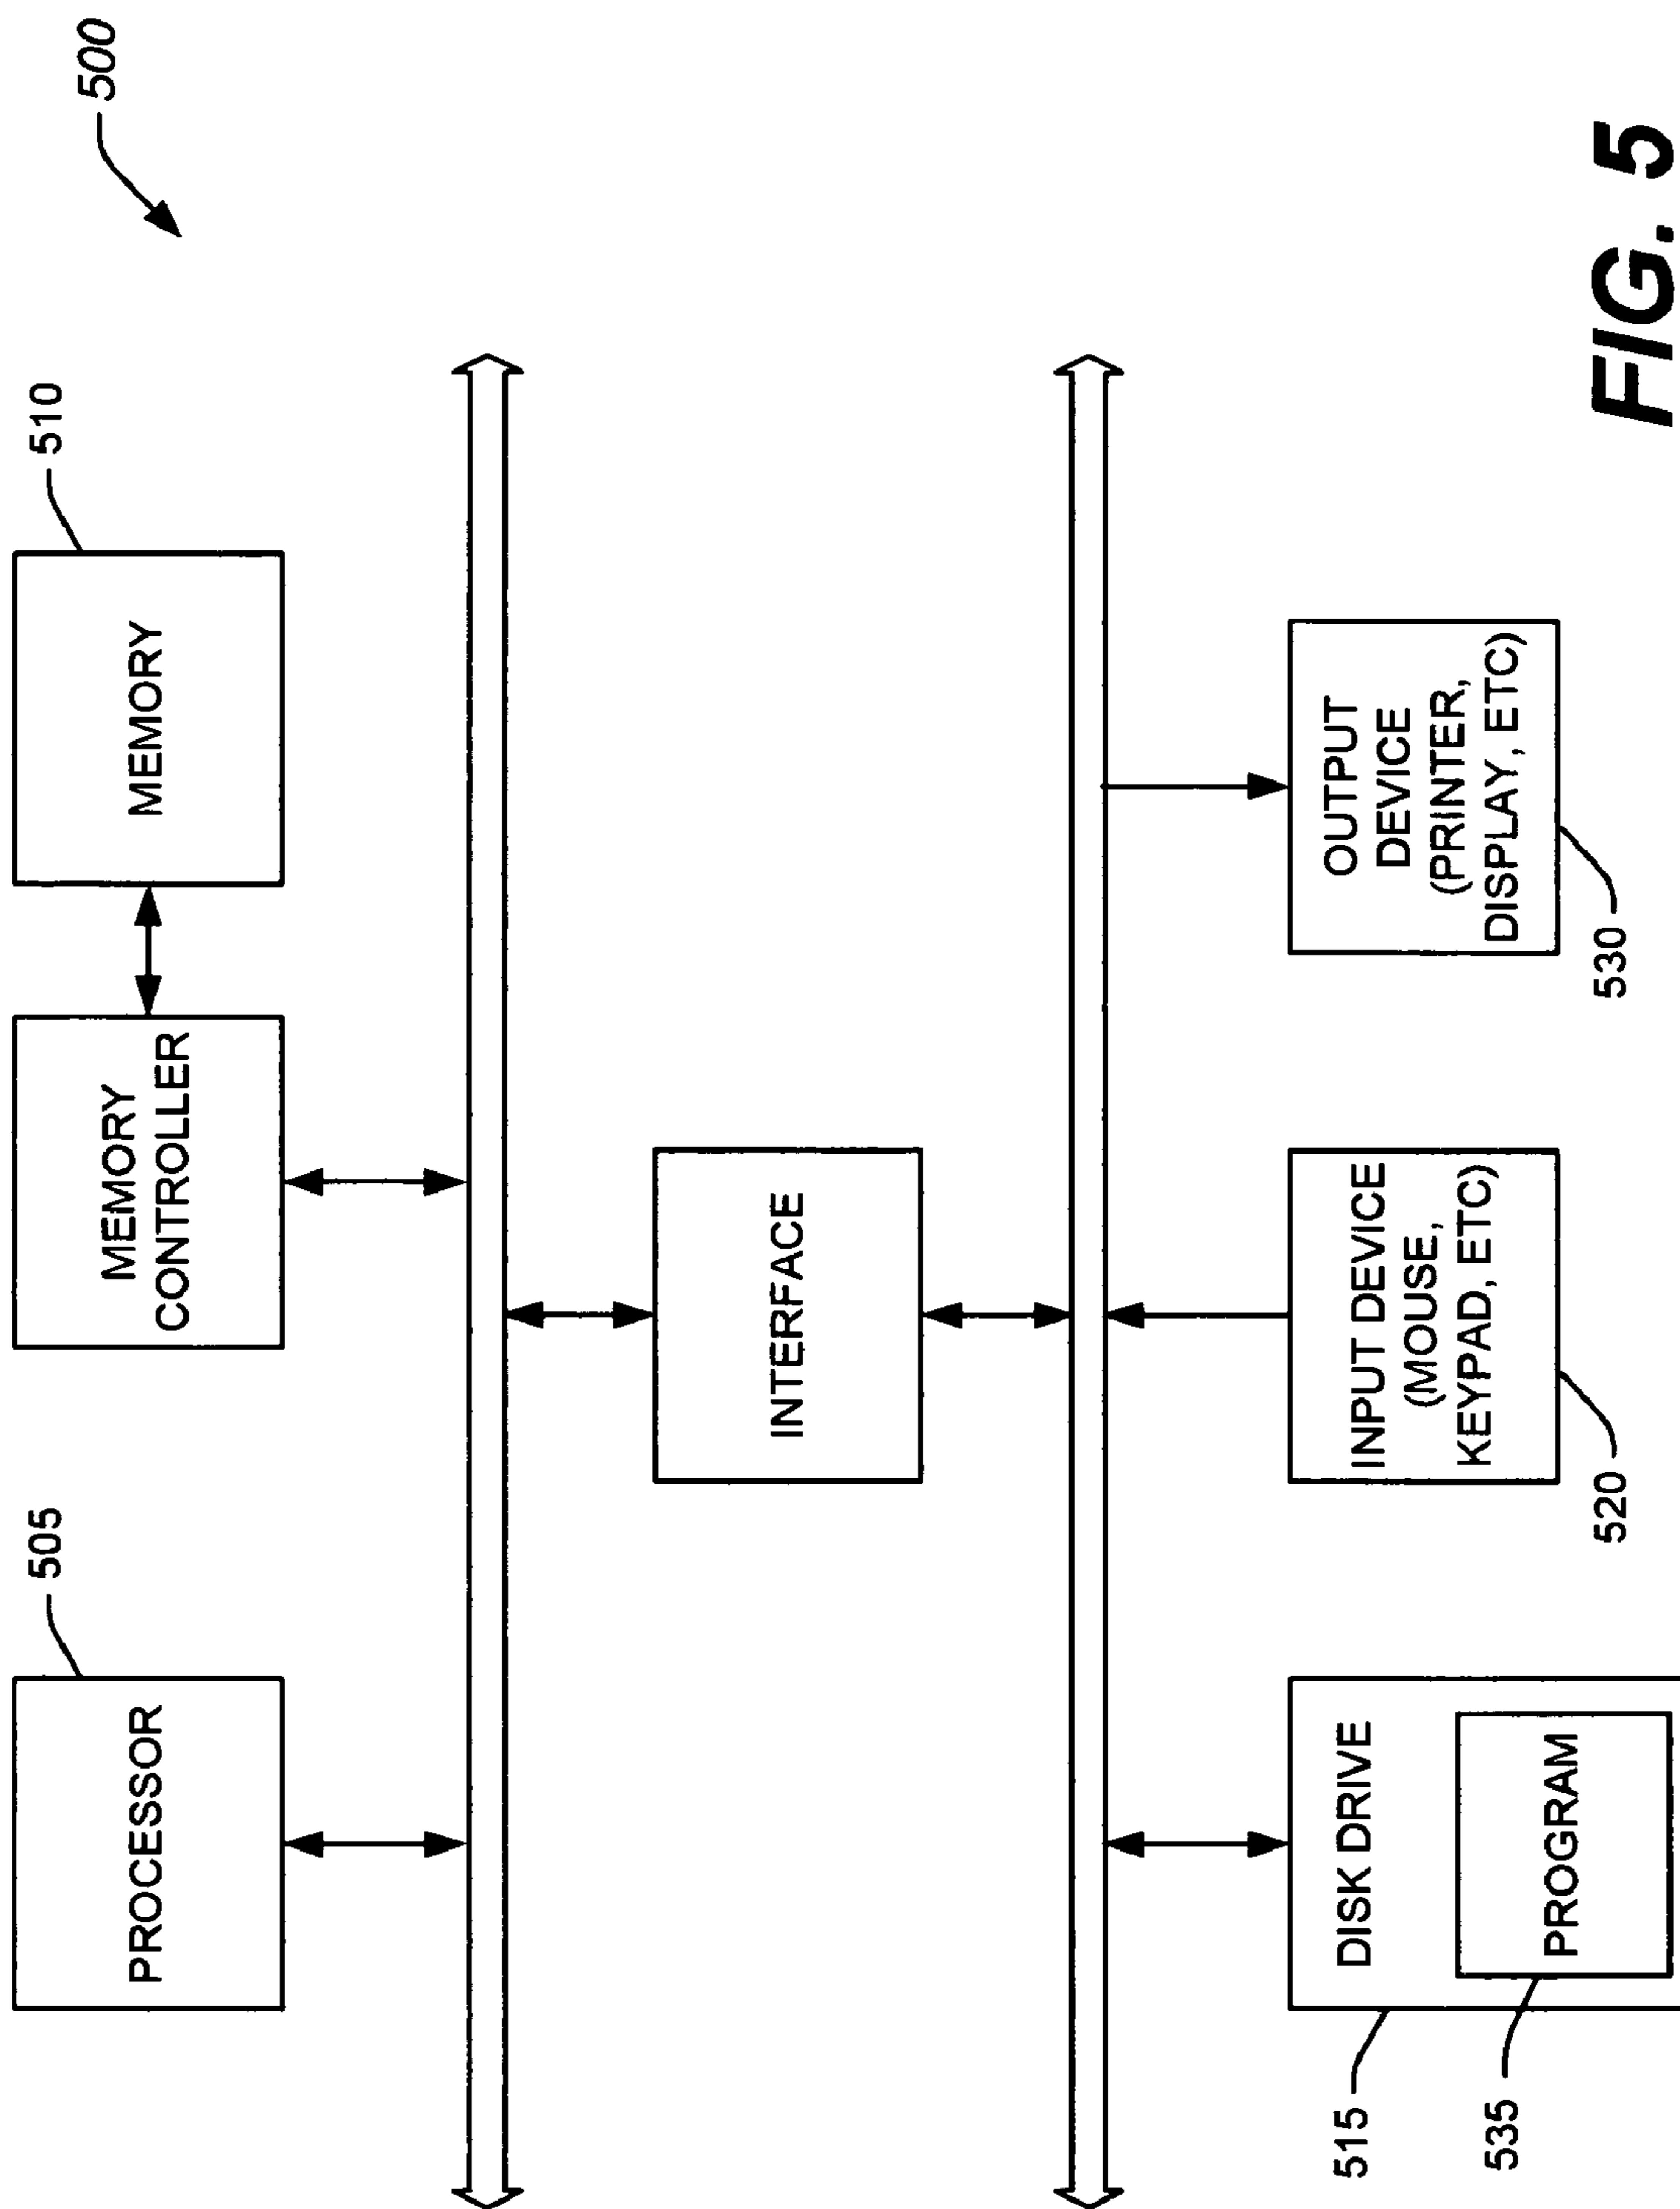 500
505
510
PROCESSOR
MEMORY
CONTROLLER
MEMORY
INTERFACE
DISK DRIVE
PROGRAM
515
535
INPUT DEVICE
(MOUSE,
KEYPAD, ETC)
520
OUTPUT
DEVICE
(PRINTER,
DISPLAY, ETC)
530
FIG. 5